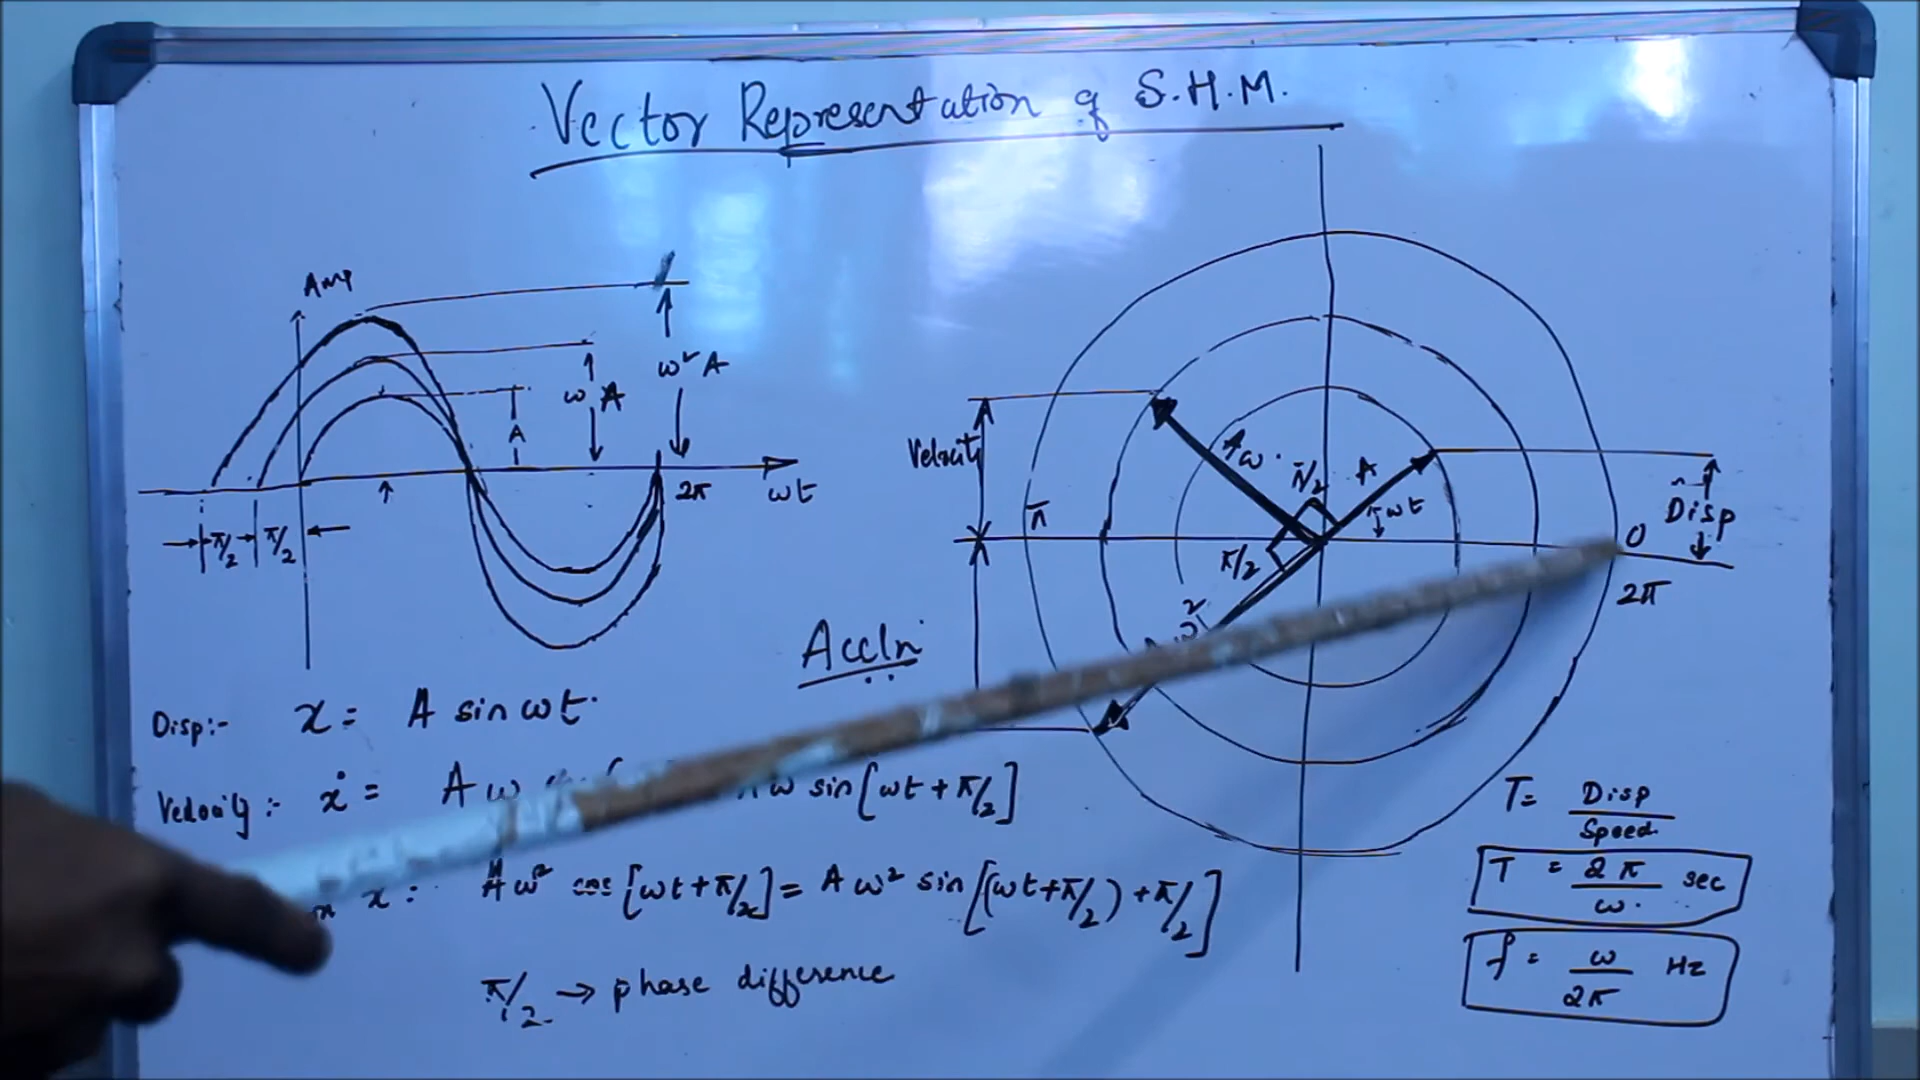 Vector Representation of S.H.M.
Amp
ω²A
ωA
A
2π
ωt
π/2
π/2
Velocity
Aω
π/2
A
ωt
π
π/2
0
Disp
2π
ω²
Accln
Disp:- x = A sin ωt.
Velocity:- ẋ = Aω ω sin[ωt + π/2]
x: Aω² cos[ωt + π/2] = Aω² sin[(ωt+π/2) + π/2]
π/2 → phase difference
T = Disp/Speed
T = 2π/ω sec
f = ω/2π Hz